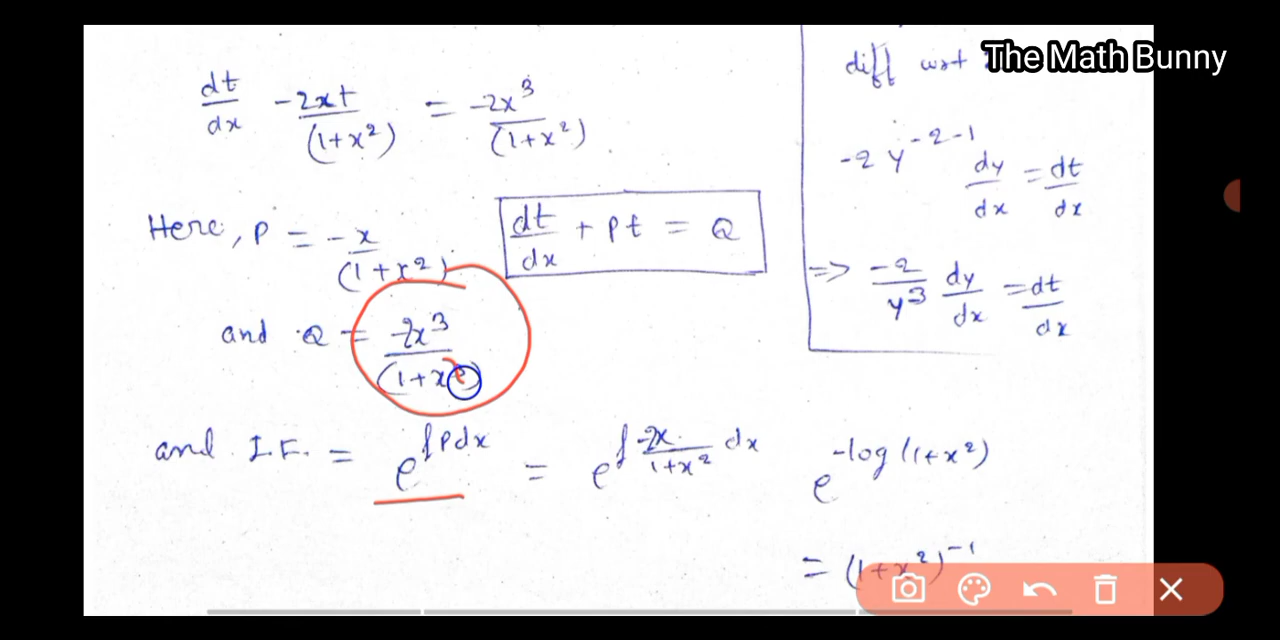 The Math Bunny
dt/dx -2xt/(1+x²) = -2x³/(1+x²)
Here, P = -x/(1+x²)
dt/dx + Pt = Q
and Q = -2x³/(1+x²)
and I.F. = e^∫Pdx = e^∫-2x/1+x² dx e^-log(1+x²)
= (1+x²)^-1
diff wrt
-2 y^-2-1 dy/dx = dt/dx
=> -2/y³ dy/dx = dt/dx